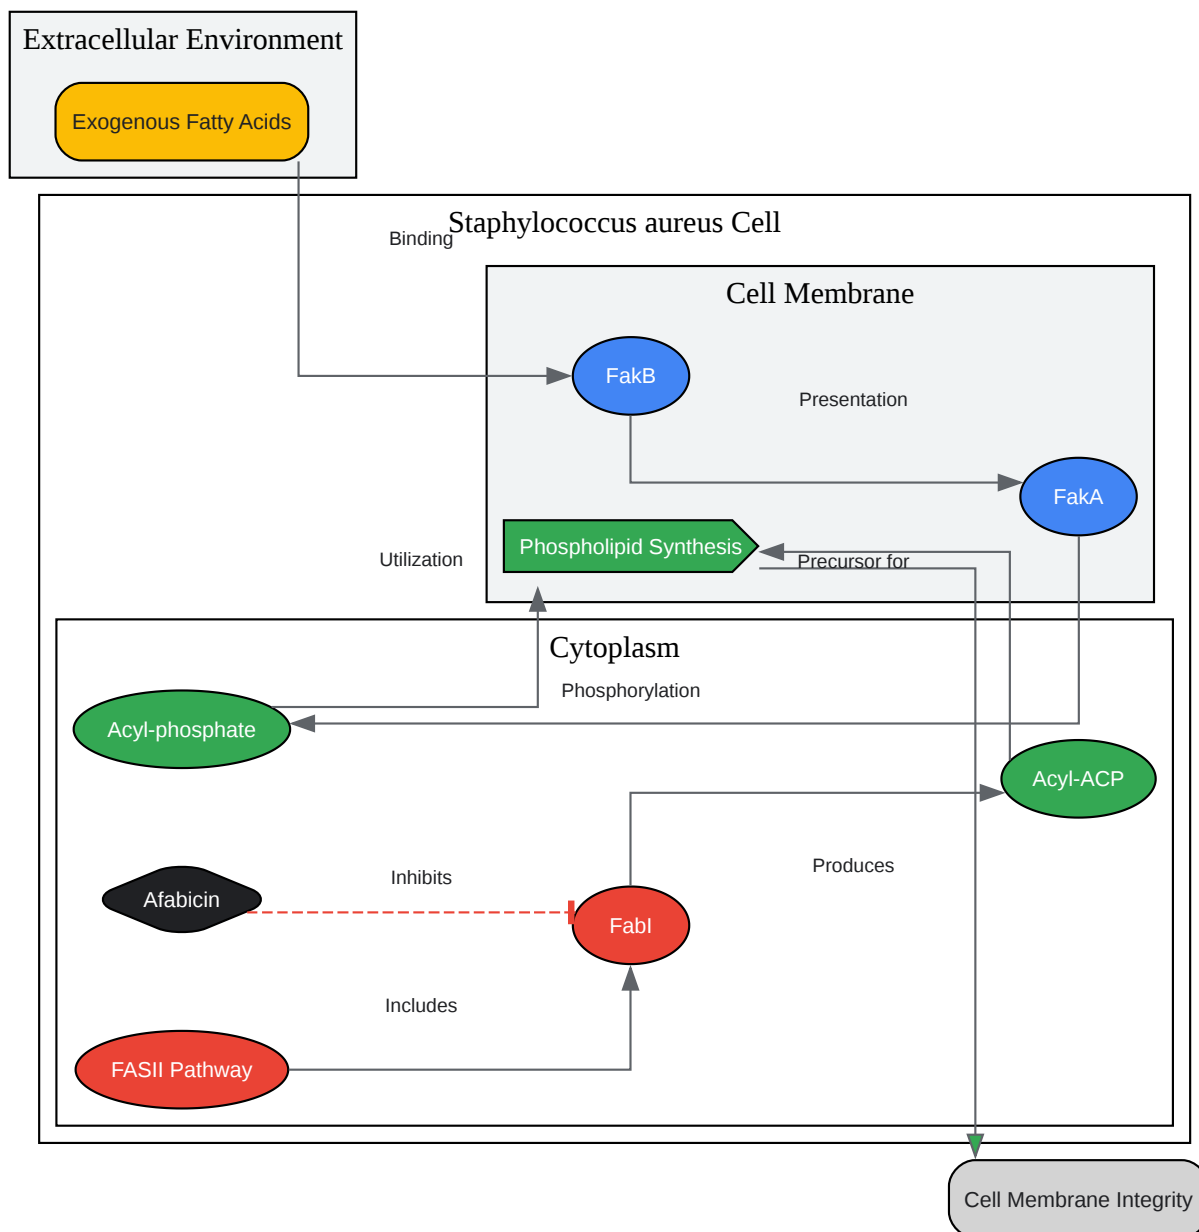 Extracellular Environment
Exogenous Fatty Acids
Staphylococcus aureus Cell
Binding
Cell Membrane
FakB
Presentation
FakA
Phospholipid Synthesis
Utilization
Precursor for
Cytoplasm
Phosphorylation
Acyl-phosphate
Acyl-ACP
Produces
Inhibits
Afabicin
FabI
Includes
FASII Pathway
Cell Membrane Integrity